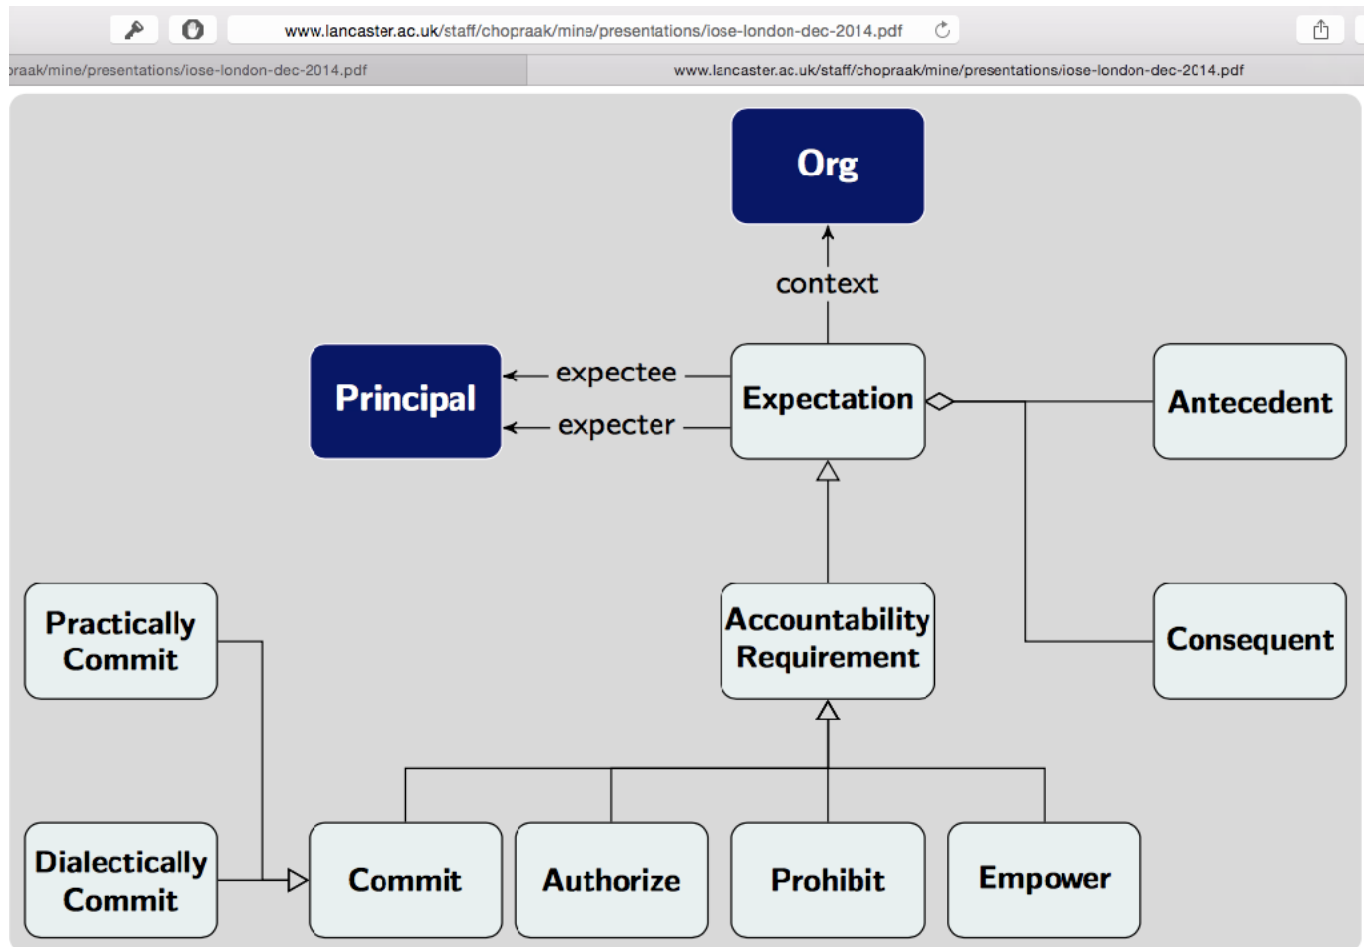 www.lancaster.ac.uk/staff/chopraak/mine/presentations/iose-london-dec-2014.pdf
praak/mine/presentations/iose-london-dec-2014.pdf
www.lancaster.ac.uk/staff/chopraak/mine/presentations/iose-london-dec-2014.pdf
Org
context
Principal
expectee
expecter
Expectation
Antecedent
Practically
Commit
Accountability
Requirement
Consequent
Dialectically
Commit
Commit
Authorize
Prohibit
Empower